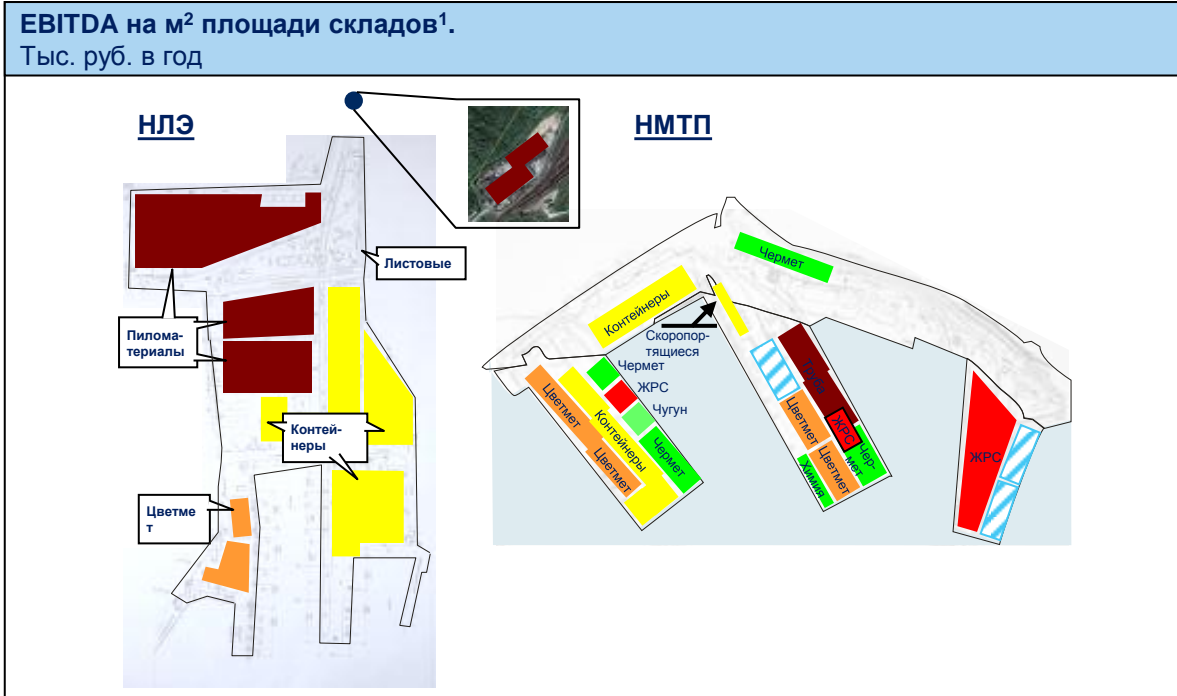 EBITDA на м² площади складов¹.
Тыс. руб. в год
НЛЭ
НМТП
Листовые
Пилома-
териалы
Контей-
неры
Цветме
т
Чермет
Контейнеры
Скоропор-
тящиеся
Чермет
ЖРС
Чугун
Цветмет
Контейнеры
Цветмет
Чермет
Труба
Цветмет
ЖРС
Чер-
мет
Цветмет
Химия
ЖРС